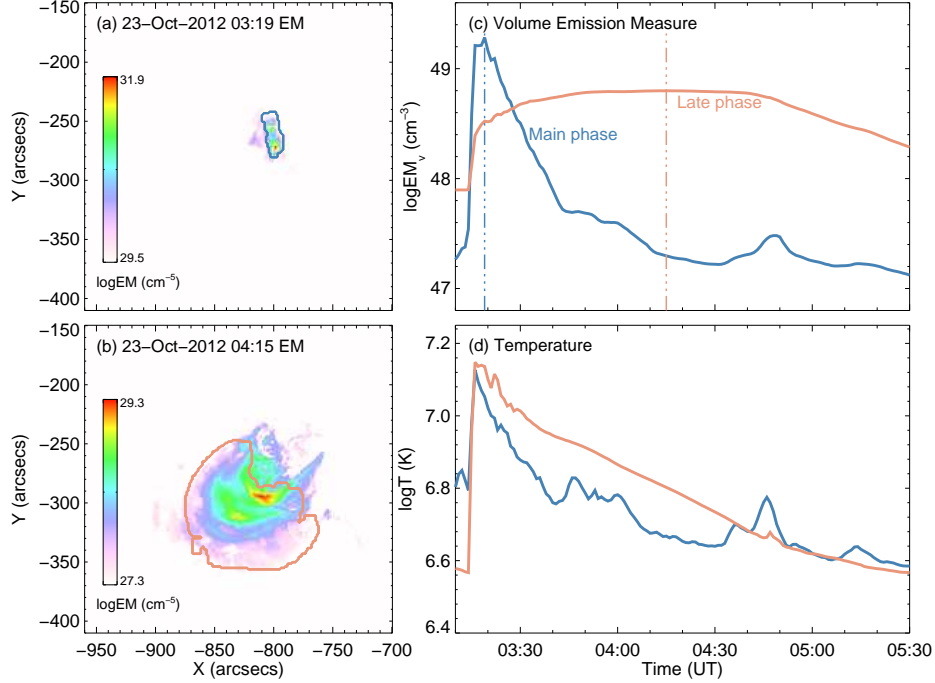 (a) 23−Oct−2012 03:19 EM
−150
−200
−250
−300
−350
−400
Y (arcsecs)
31.9
29.5
logEM (cm−5)
(c) Volume Emission Measure
49
48
47
logEMv (cm−3)
Late phase
Main phase
(b) 23−Oct−2012 04:15 EM
−150
−200
−250
−300
−350
−400
Y (arcsecs)
29.3
27.3
logEM (cm−5)
−950
−900
−850
−800
−750
−700
X (arcsecs)
(d) Temperature
7.2
7.0
6.8
6.6
6.4
logT (K)
03:30
04:00
04:30
05:00
05:30
Time (UT)